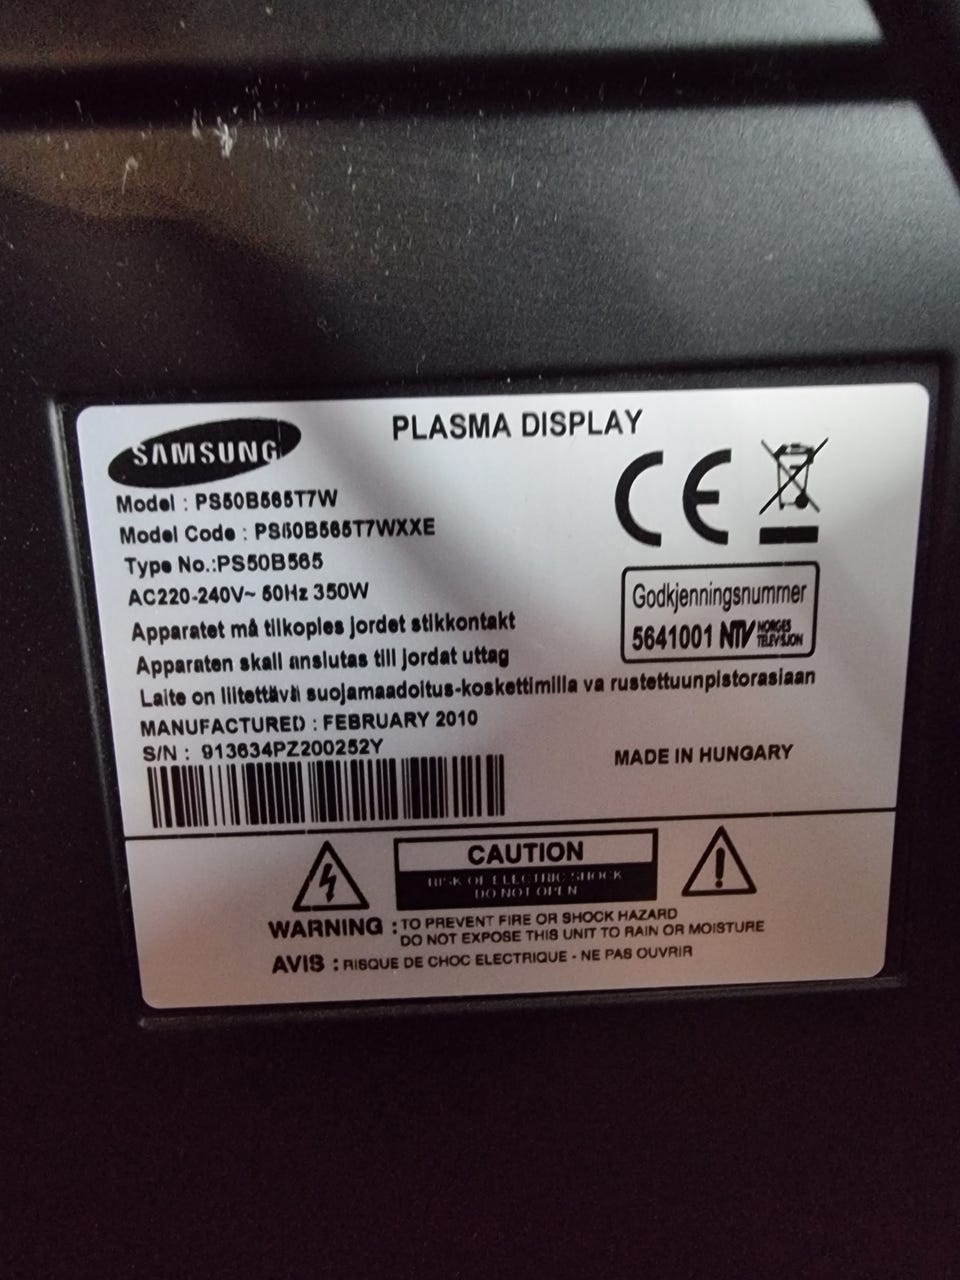 SAMSUNG
PLASMA DISPLAY
Model : PS50B565T7W
Model Code : PS50B565T7WXXE
Type No.:PS50B565
AC220-240V~ 50Hz 350W
Godkjenningsnummer
5641001 NTV NORGES TELEVISJON
Apparatet må tilkoples jordet stikkontakt
Apparaten skall anslutas till jordat uttag
Laite on liitettävä suojamaadoitus-koskettimilla va rustettuunpistorasiaan
MANUFACTURED : FEBRUARY 2010
S/N : 913634PZ200252Y
MADE IN HUNGARY
CAUTION
RISK OF ELECTRIC SHOCK
DO NOT OPEN
WARNING : TO PREVENT FIRE OR SHOCK HAZARD
DO NOT EXPOSE THIS UNIT TO RAIN OR MOISTURE
AVIS : RISQUE DE CHOC ELECTRIQUE - NE PAS OUVRIR